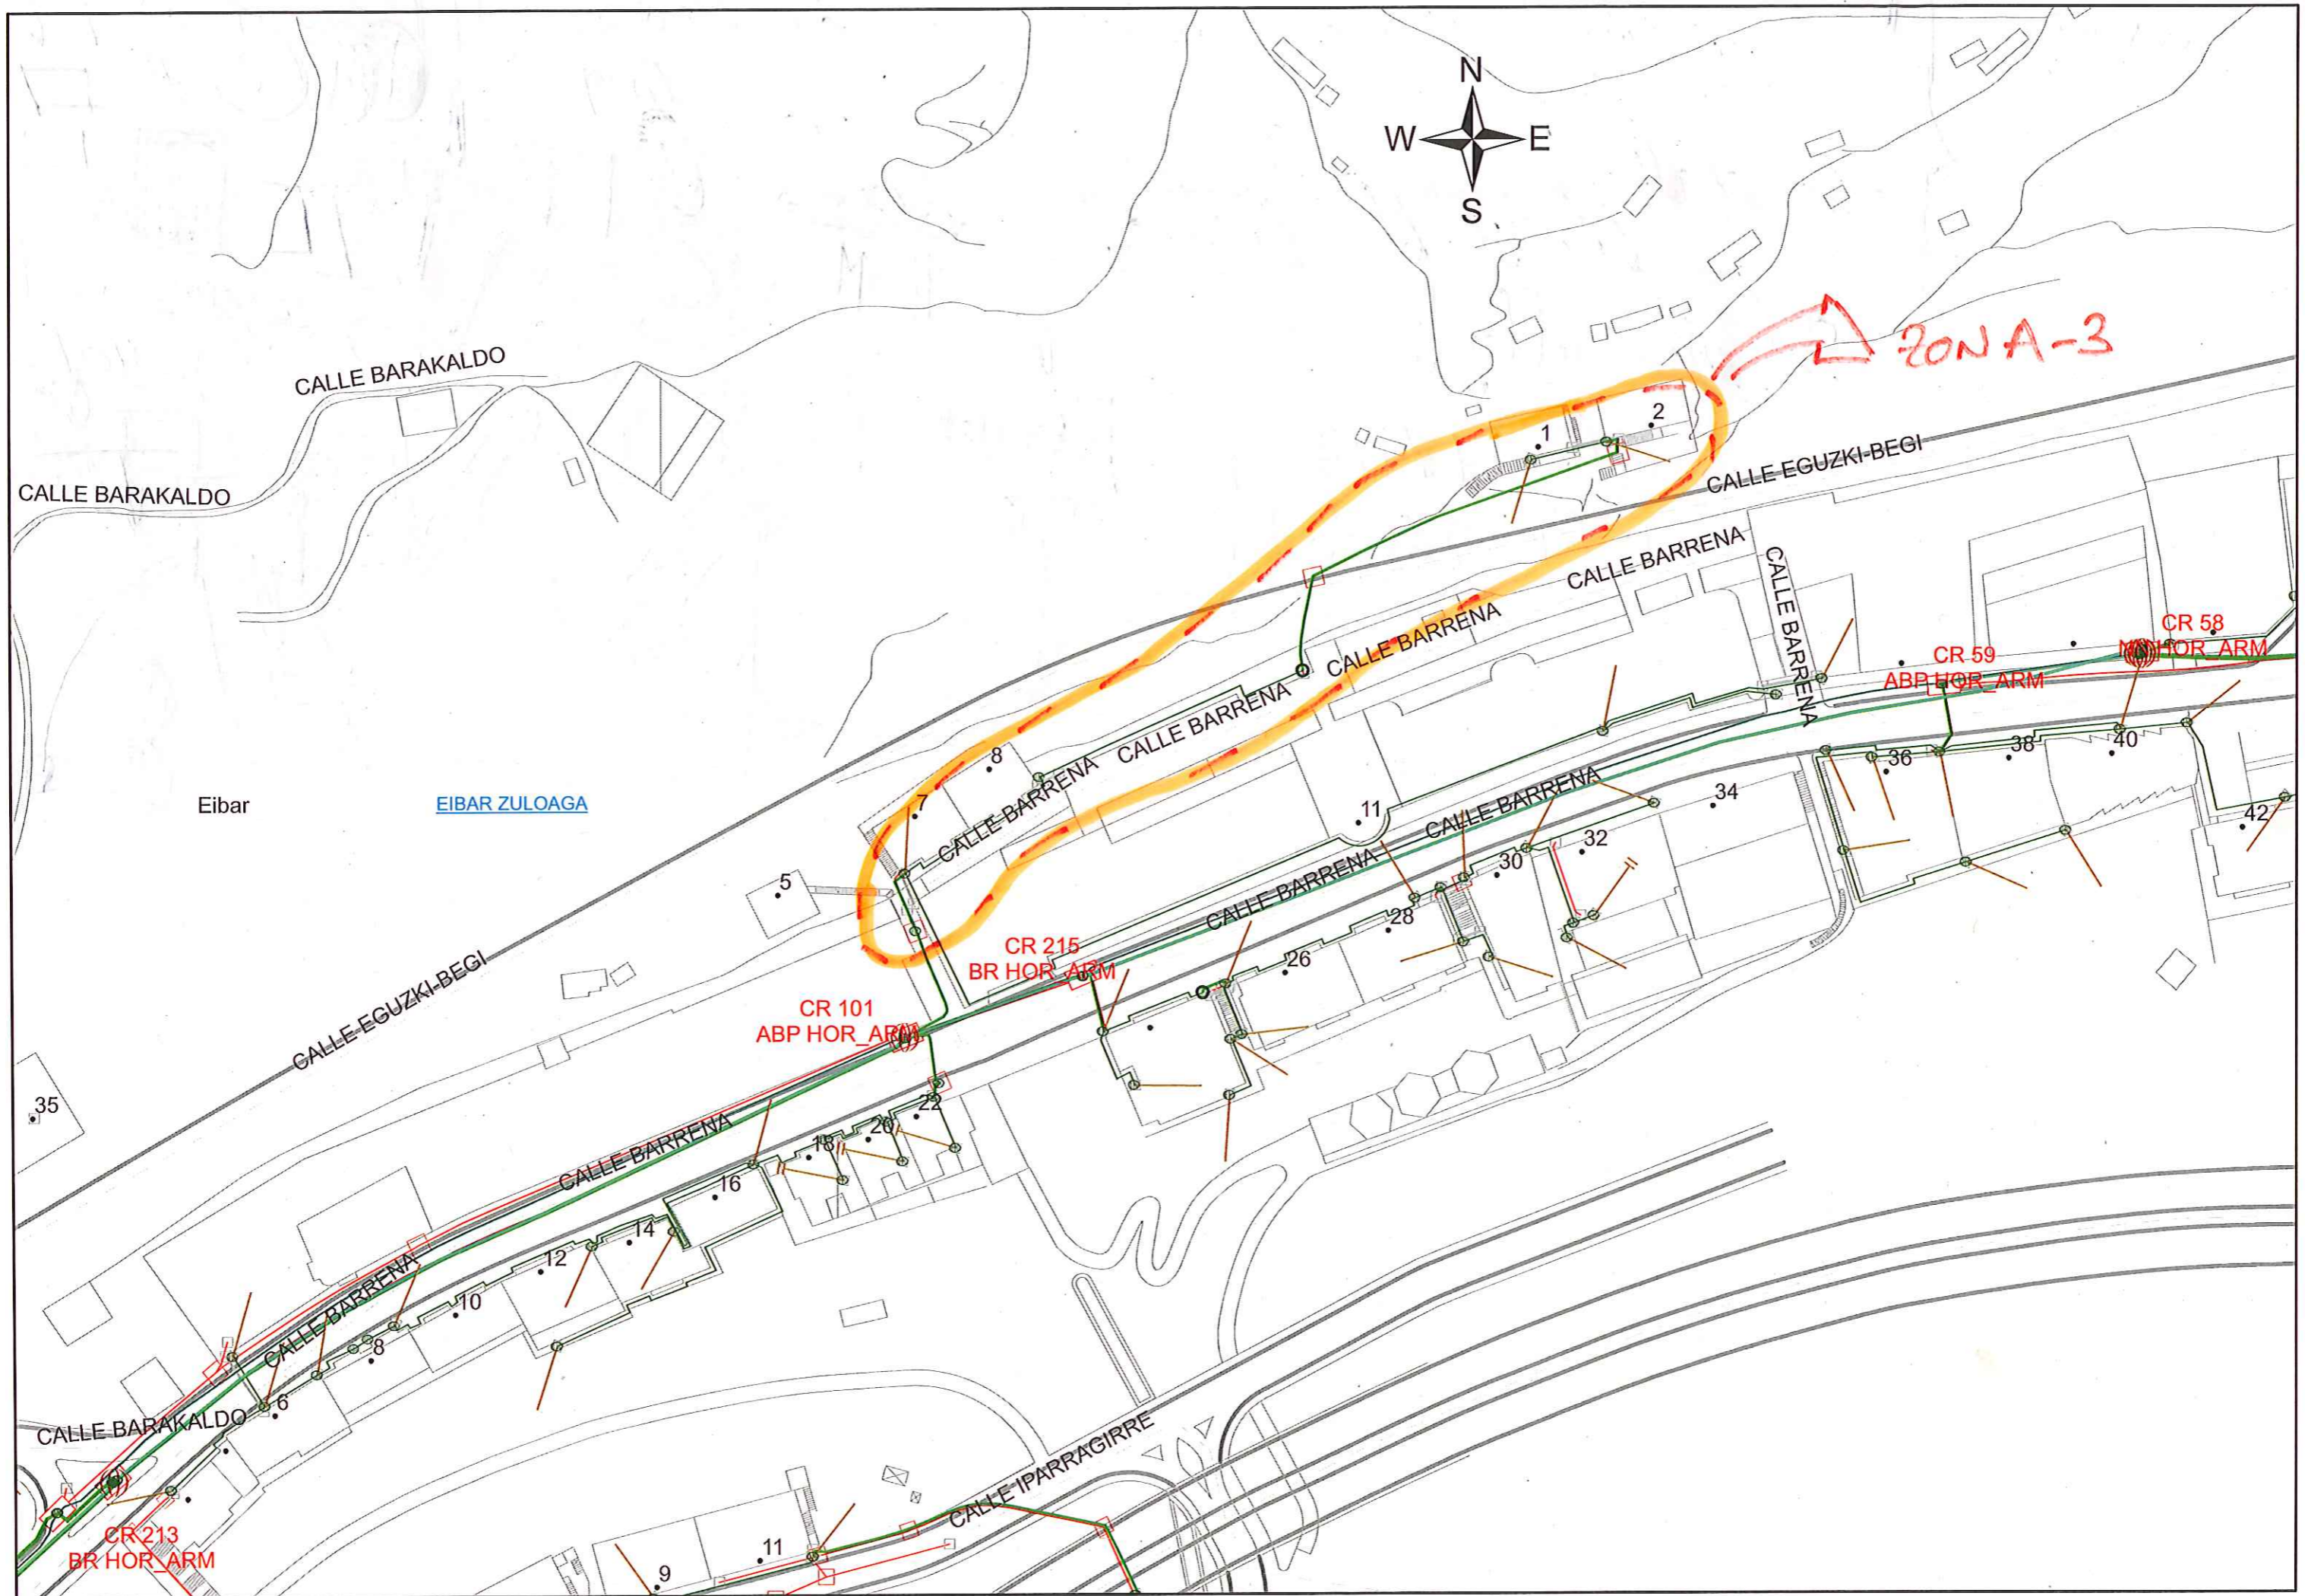 N
W E
S
ZONA-3
CALLE BARAKALDO
CALLE BARAKALDO
2
1
CALLE EGUZKI-BEGI
CALLE BARRENA
CALLE BARRENA
CALLE BARRENA
CALLE BARRENA
CALLE BARRENA
CR 58
HOR_ARM
CR 59
ABP HOR_ARM
8
7
5
Eibar
EIBAR ZULOAGA
11
CALLE BARRENA
CALLE BARRENA
34
32
30
28
26
36
38
40
42
CR 215
BR HOR_ARM
CR 101
ABP HOR_ARM
CALLE EGUZKI-BEGI
35
22
20
18
16
14
12
10
8
6
CALLE BARRENA
CALLE BARRENA
CALLE BARAKALDO
CALLE IPARRAGIRRE
CR 213
BR HOR_ARM
11
9